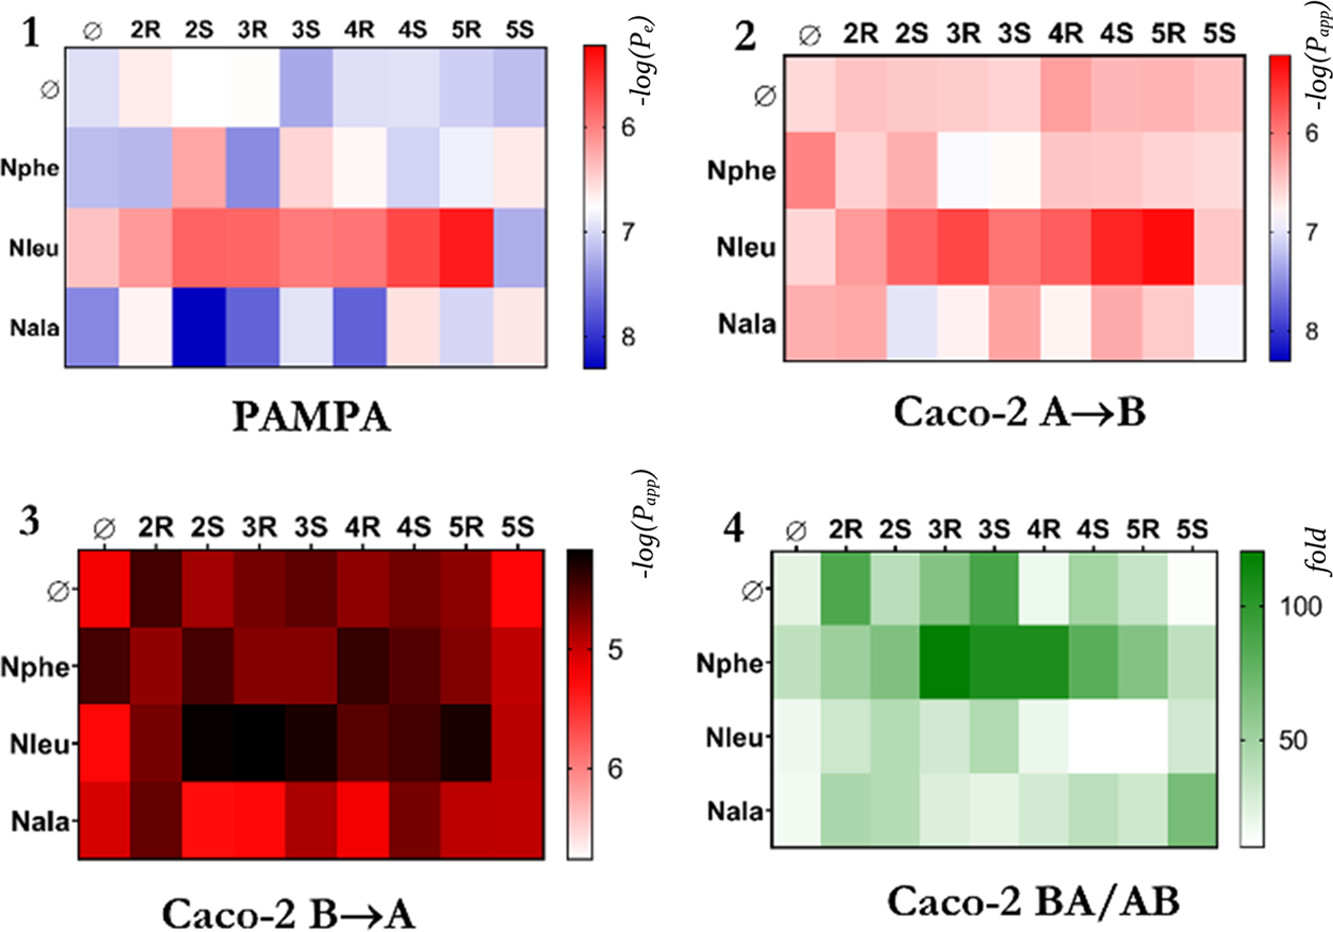 1
∅ 2R 2S 3R 3S 4R 4S 5R 5S
∅
Nphe
Nleu
Nala
6
7
8
-log(Pe)
PAMPA
2
∅ 2R 2S 3R 3S 4R 4S 5R 5S
∅
Nphe
Nleu
Nala
6
7
8
-log(Papp)
Caco-2 A→B
3
∅ 2R 2S 3R 3S 4R 4S 5R 5S
∅
Nphe
Nleu
Nala
5
6
-log(Papp)
Caco-2 B→A
4
∅ 2R 2S 3R 3S 4R 4S 5R 5S
∅
Nphe
Nleu
Nala
100
50
fold
Caco-2 BA/AB